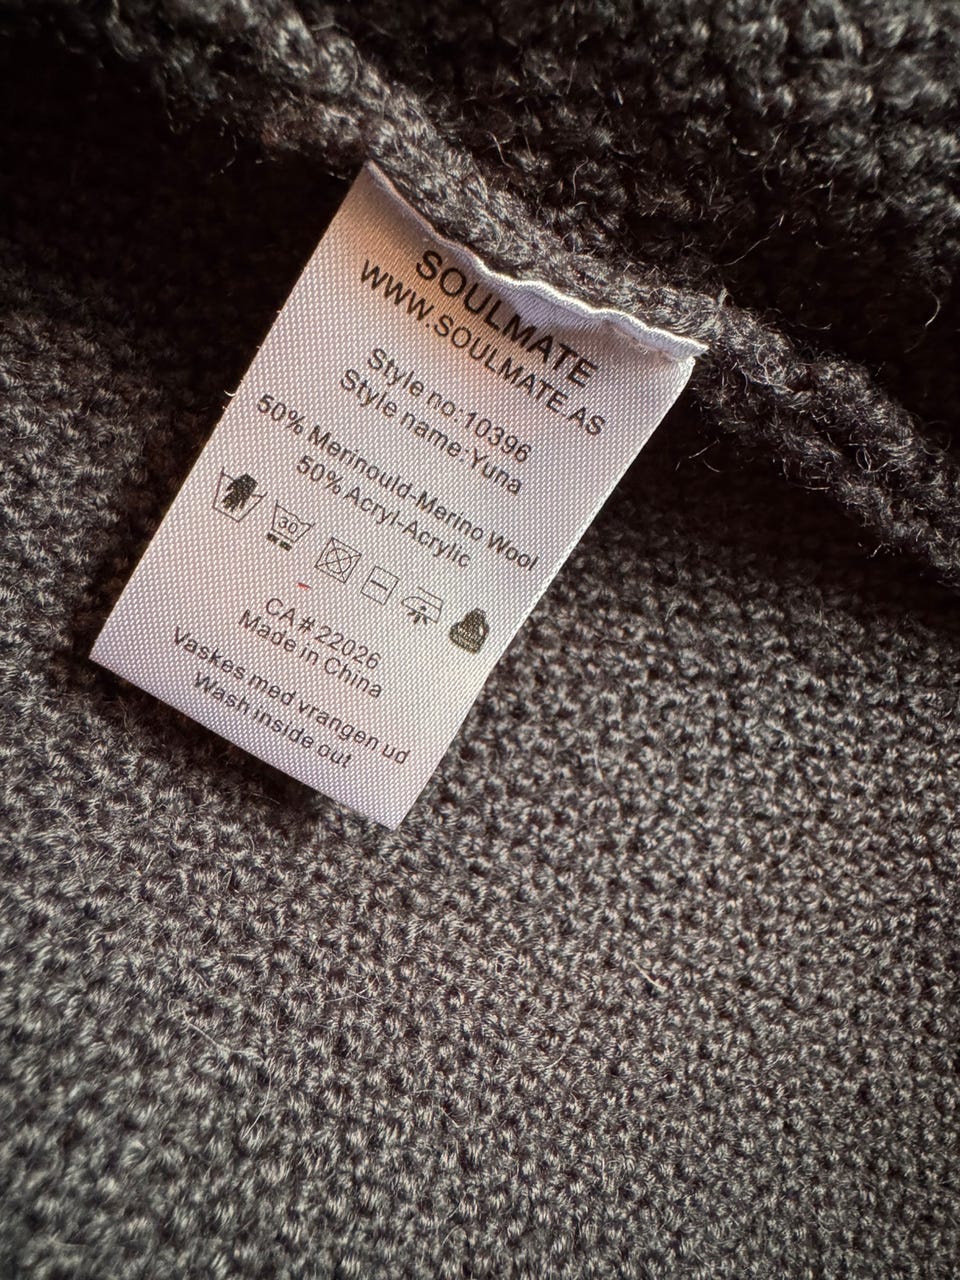 SOULMATE
WWW.SOULMATE.AS
Style no:10396
Style name:Yuna
50% Merinould-Merino Wool
50% Acryl-Acrylic
30
CA # 22026
Made in China
Vaskes med vrangen ud
Wash inside out